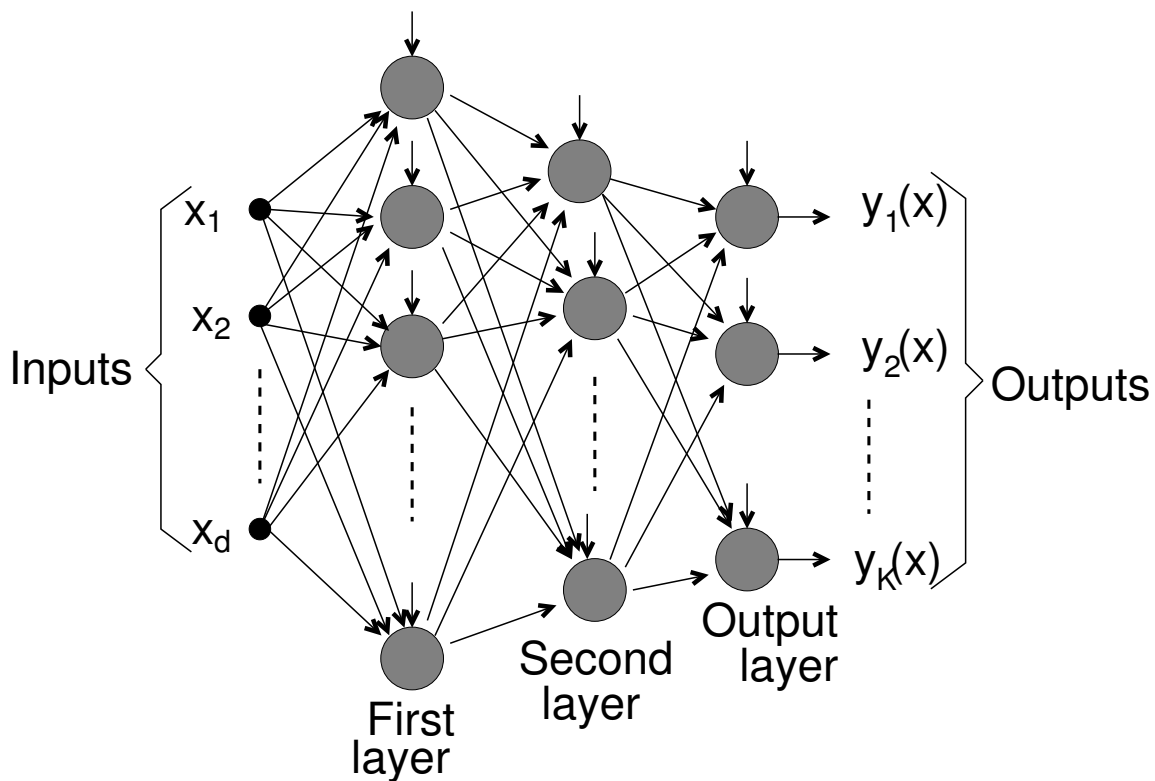 Inputs
x1
x2
xd
First
layer
Second
layer
Output
layer
y1(x)
y2(x)
yK(x)
Outputs